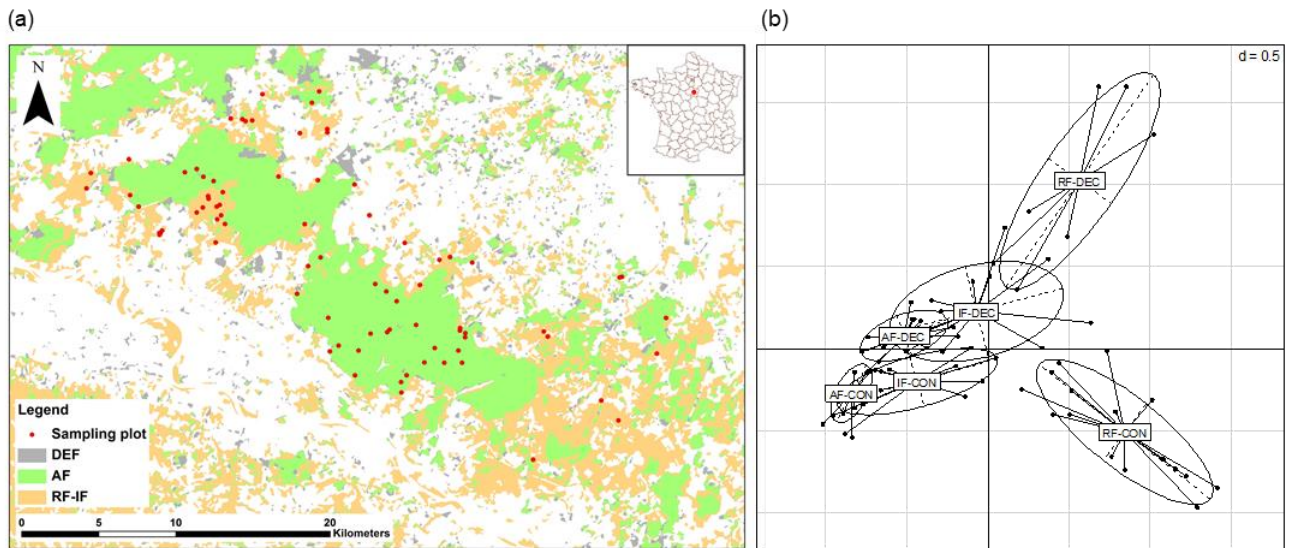 (a)
(b)
N
d = 0.5
RF-DEC
IF-DEC
AF-DEC
IF-CON
AF-CON
RF-CON
Legend
Sampling plot
DEF
AF
RF-IF
0 5 10 20
Kilometers